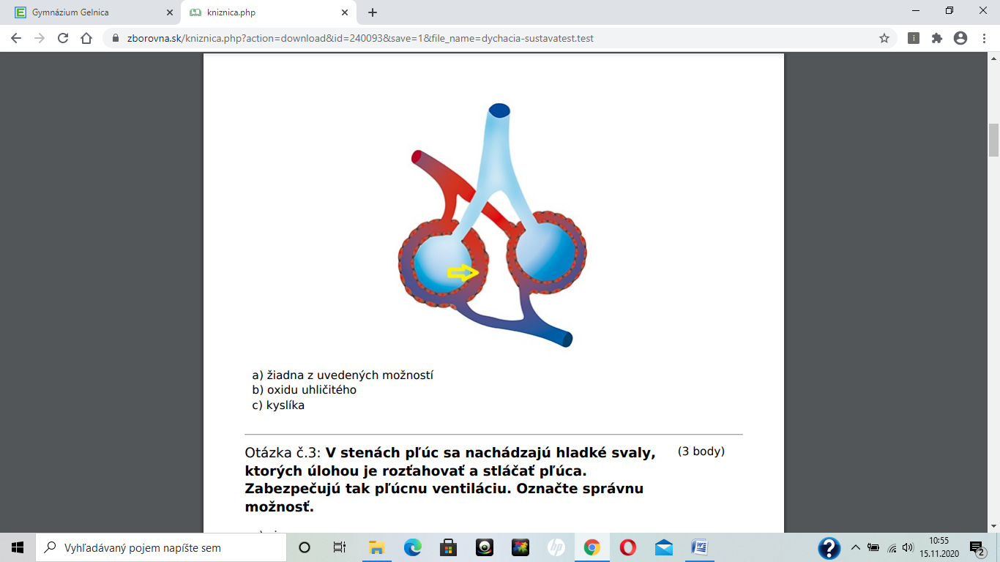 Gymnázium Gelnica
kniznica.php
zborovna.sk/kniznica.php?action=download&id=240093&save=1&file_name=dychacia-sustavatest.test
a) žiadna z uvedených možností
b) oxidu uhličitého
c) kyslíka
Otázka č.3: V stenách pľúc sa nachádzajú hladké svaly, (3 body)
ktorých úlohou je rozťahovať a stláčať pľúca.
Zabezpečujú tak pľúcnu ventiláciu. Označte správnu
možnosť.
Vyhľadávaný pojem napíšte sem
10:55
15.11.2020
2